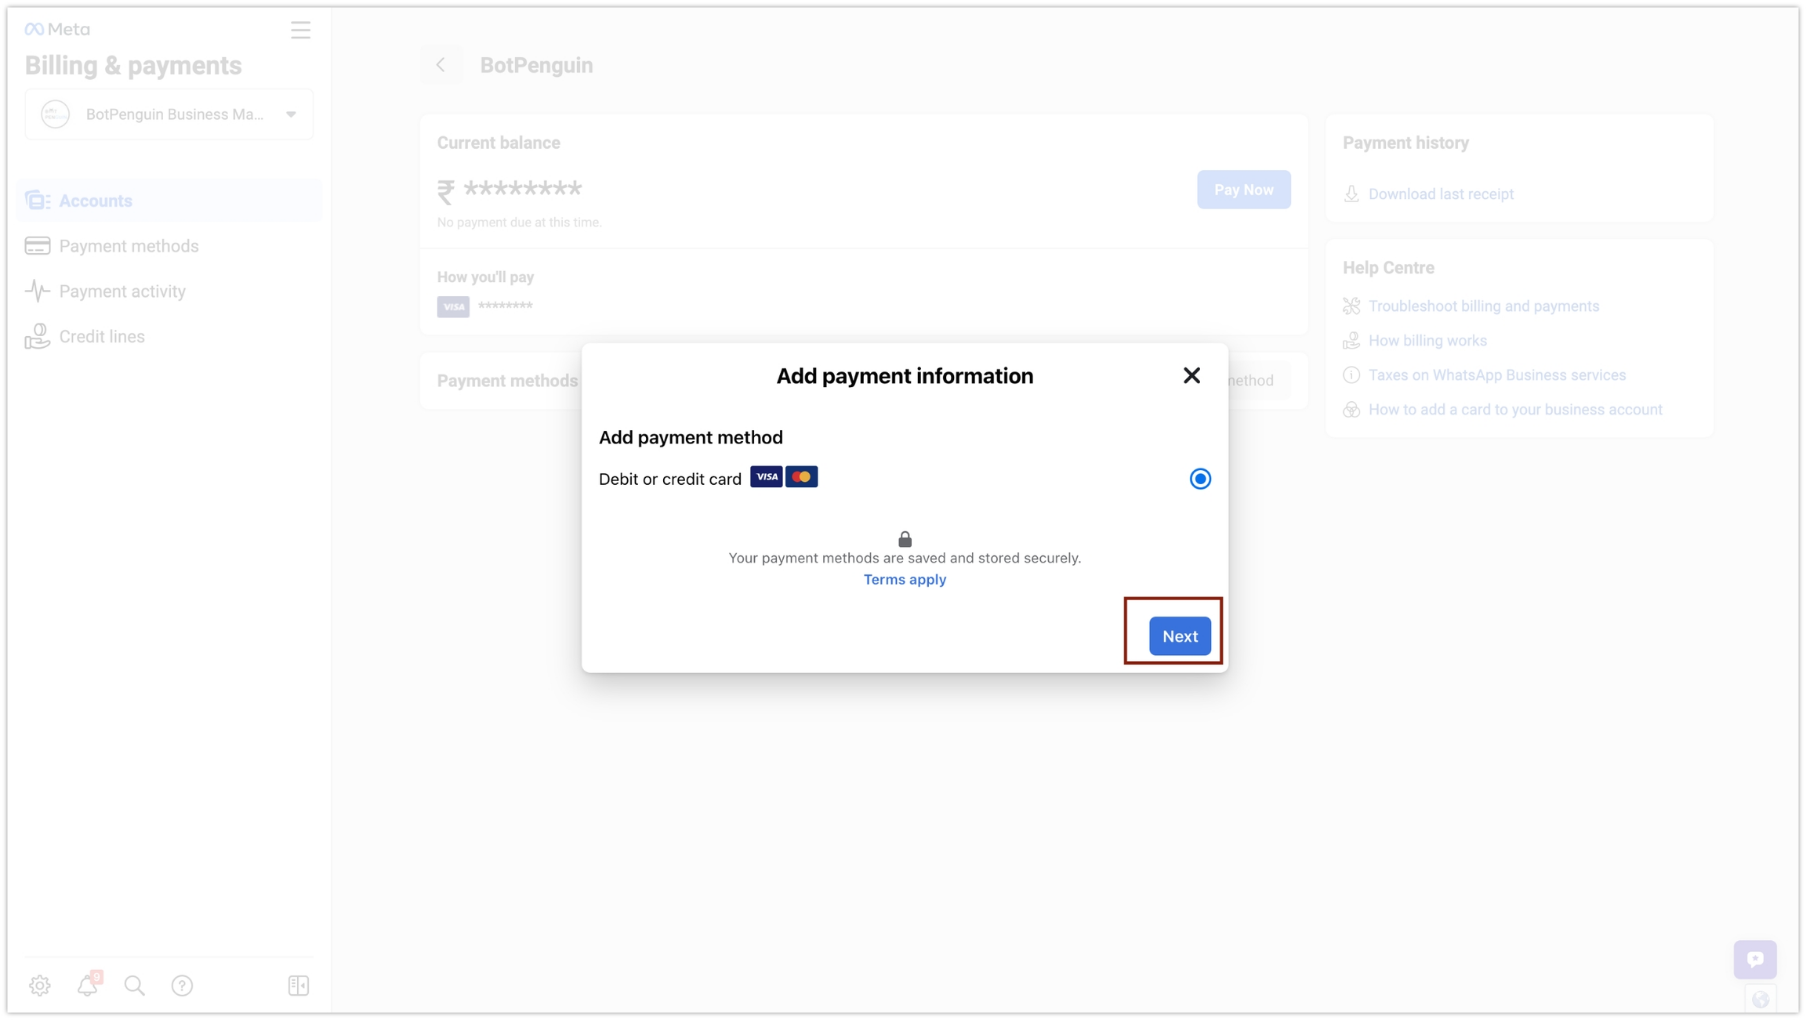 Meta
Billing & payments
BotPenguin Business Ma...
Accounts
Payment methods
Payment activity
Credit lines
BotPenguin
Current balance
₹ ********
No payment due at this time.
Pay Now
How you'll pay
VISA ********
Payment methods
method
Payment history
Download last receipt
Help Centre
Troubleshoot billing and payments
How billing works
Taxes on WhatsApp Business services
How to add a card to your business account
Add payment information
Add payment method
Debit or credit card VISA
Your payment methods are saved and stored securely.
Terms apply
Next